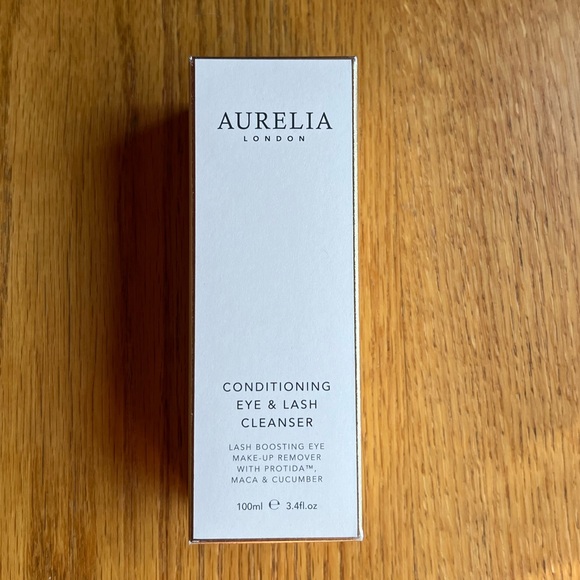 AURELIA
LONDON
CONDITIONING
EYE & LASH
CLEANSER
LASH BOOSTING EYE
MAKE-UP REMOVER
WITH PROTIDA™,
MACA & CUCUMBER
100ml ℮ 3.4fl.oz